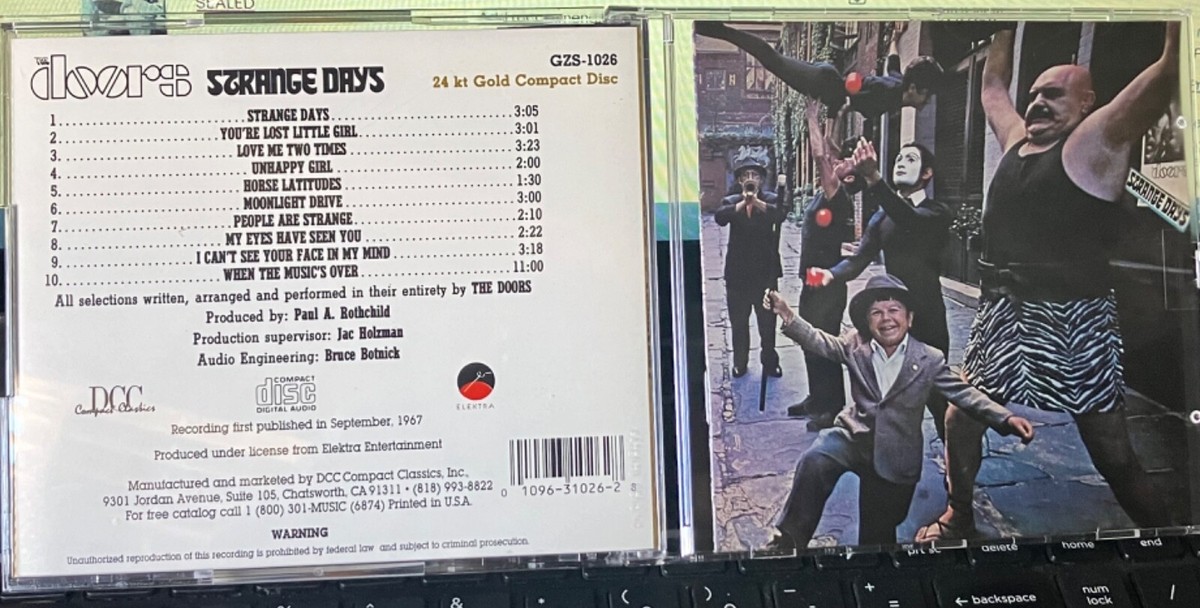 SEALED
THE doors STRANGE DAYS
GZS-1026
24 kt Gold Compact Disc
1. STRANGE DAYS 3:05
2. YOU'RE LOST LITTLE GIRL 3:01
3. LOVE ME TWO TIMES 3:23
4. UNHAPPY GIRL 2:00
5. HORSE LATITUDES 1:30
6. MOONLIGHT DRIVE 3:00
7. PEOPLE ARE STRANGE 2:10
8. MY EYES HAVE SEEN YOU 2:22
9. I CAN'T SEE YOUR FACE IN MY MIND 3:18
10. WHEN THE MUSIC'S OVER 11:00
All selections written, arranged and performed in their entirety by THE DOORS
Produced by: Paul A. Rothchild
Production supervisor: Jac Holzman
Audio Engineering: Bruce Botnick
DCC
Compact Classics
COMPACT
disc
DIGITAL AUDIO
ELEKTRA
Recording first published in September, 1967
Produced under license from Elektra Entertainment
Manufactured and marketed by DCC Compact Classics, Inc.,
9301 Jordan Avenue, Suite 105, Chatsworth, CA 91311 • (818) 993-8822
For free catalog call 1 (800) 301-MUSIC (6874) Printed in U.S.A.
0 1096-31026-2
WARNING
Unauthorized reproduction of this recording is prohibited by federal law and subject to criminal prosecution.
doors
STRANGE DAYS
prt sc delete home end
& * ( ) - + = ← backspace num lock /